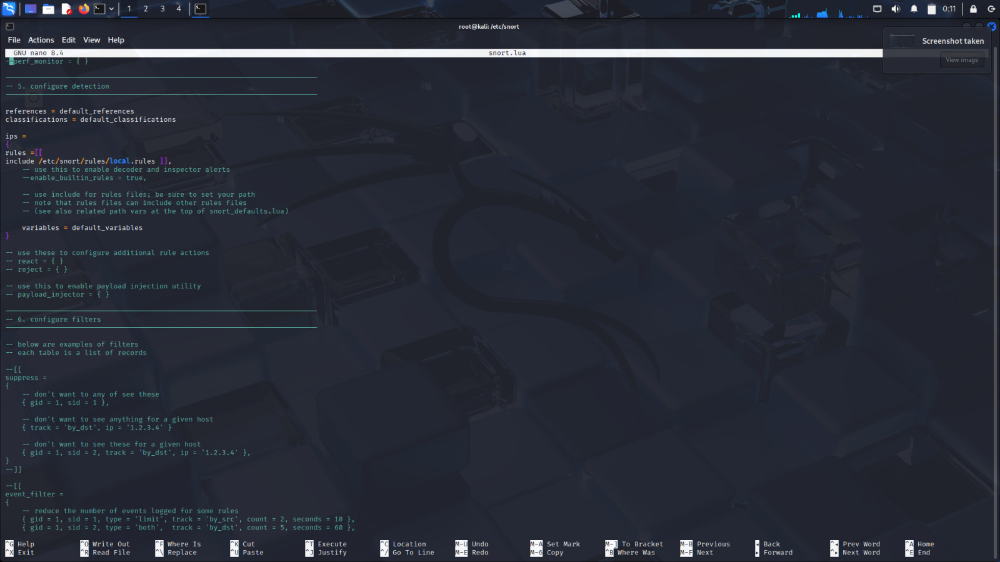 1 2 3 4
0:11
root@kali: /etc/snort
File Actions Edit View Help
Screenshot taken
View image
GNU nano 8.4 snort.lua
--perf_monitor = { }
-- 5. configure detection
references = default_references
classifications = default_classifications
ips =
{
rules =[[
include /etc/snort/rules/local.rules ]],
-- use this to enable decoder and inspector alerts
--enable_builtin_rules = true,
-- use include for rules files; be sure to set your path
-- note that rules files can include other rules files
-- (see also related path vars at the top of snort_defaults.lua)
variables = default_variables
}
-- use these to configure additional rule actions
-- react = { }
-- reject = { }
-- use this to enable payload injection utility
-- payload_injector = { }
-- 6. configure filters
-- below are examples of filters
-- each table is a list of records
--[[
suppress =
{
-- don't want to any of see these
{ gid = 1, sid = 1 },
-- don't want to see anything for a given host
{ track = 'by_dst', ip = '1.2.3.4' }
-- don't want to see these for a given host
{ gid = 1, sid = 2, track = 'by_dst', ip = '1.2.3.4' },
}
--]]
--[[
event_filter =
{
-- reduce the number of events logged for some rules
{ gid = 1, sid = 1, type = 'limit', track = 'by_src', count = 2, seconds = 10 },
{ gid = 1, sid = 2, type = 'both',  track = 'by_dst', count = 5, seconds = 60 },
^G Help ^O Write Out ^F Where Is ^K Cut ^T Execute ^C Location M-U Undo M-A Set Mark M-] To Bracket M-B Previous ◂ Back ^◂ Prev Word ^A Home
^X Exit ^R Read File ^\ Replace ^U Paste ^J Justify ^/ Go To Line M-E Redo M-6 Copy ^B Where Was M-F Next ▸ Forward ^▸ Next Word ^E End